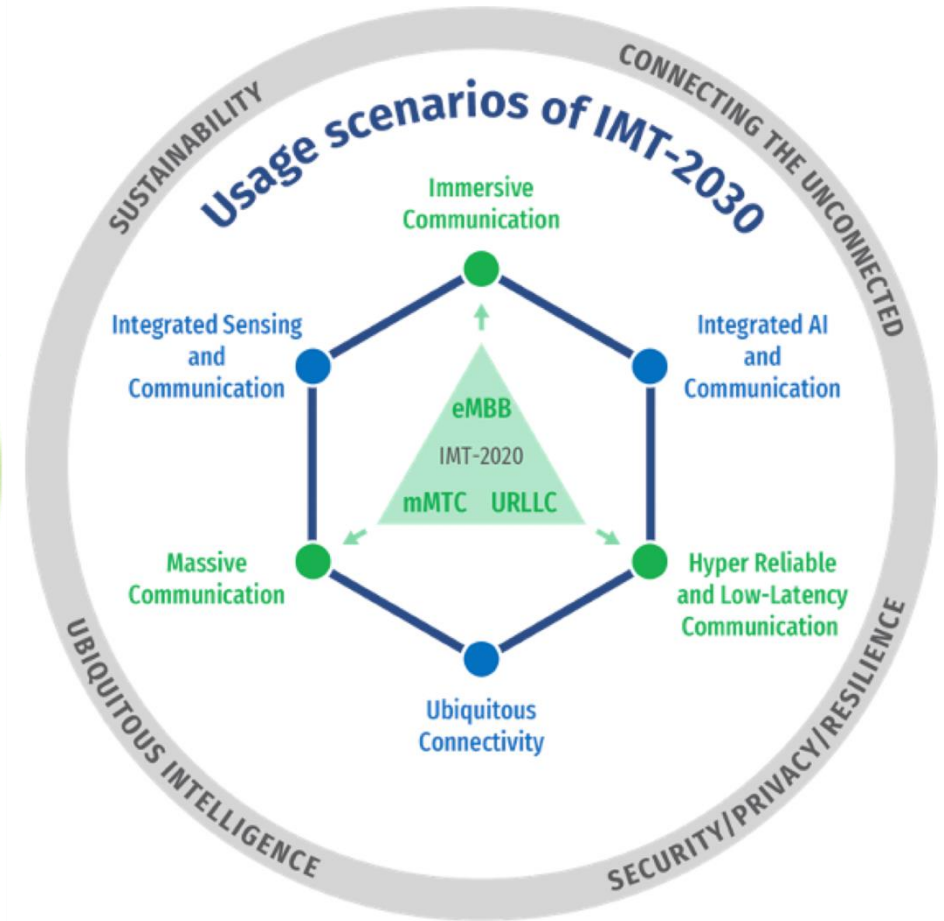 SUSTAINABILITY
CONNECTING THE UNCONNECTED
Usage scenarios of IMT-2030
Immersive
Communication
Integrated Sensing
and
Communication
Integrated AI
and
Communication
eMBB
IMT-2020
mMTC URLLC
Massive
Communication
Hyper Reliable
and Low-Latency
Communication
Ubiquitous
Connectivity
UBIQUITOUS INTELLIGENCE
SECURITY/PRIVACY/RESILIENCE